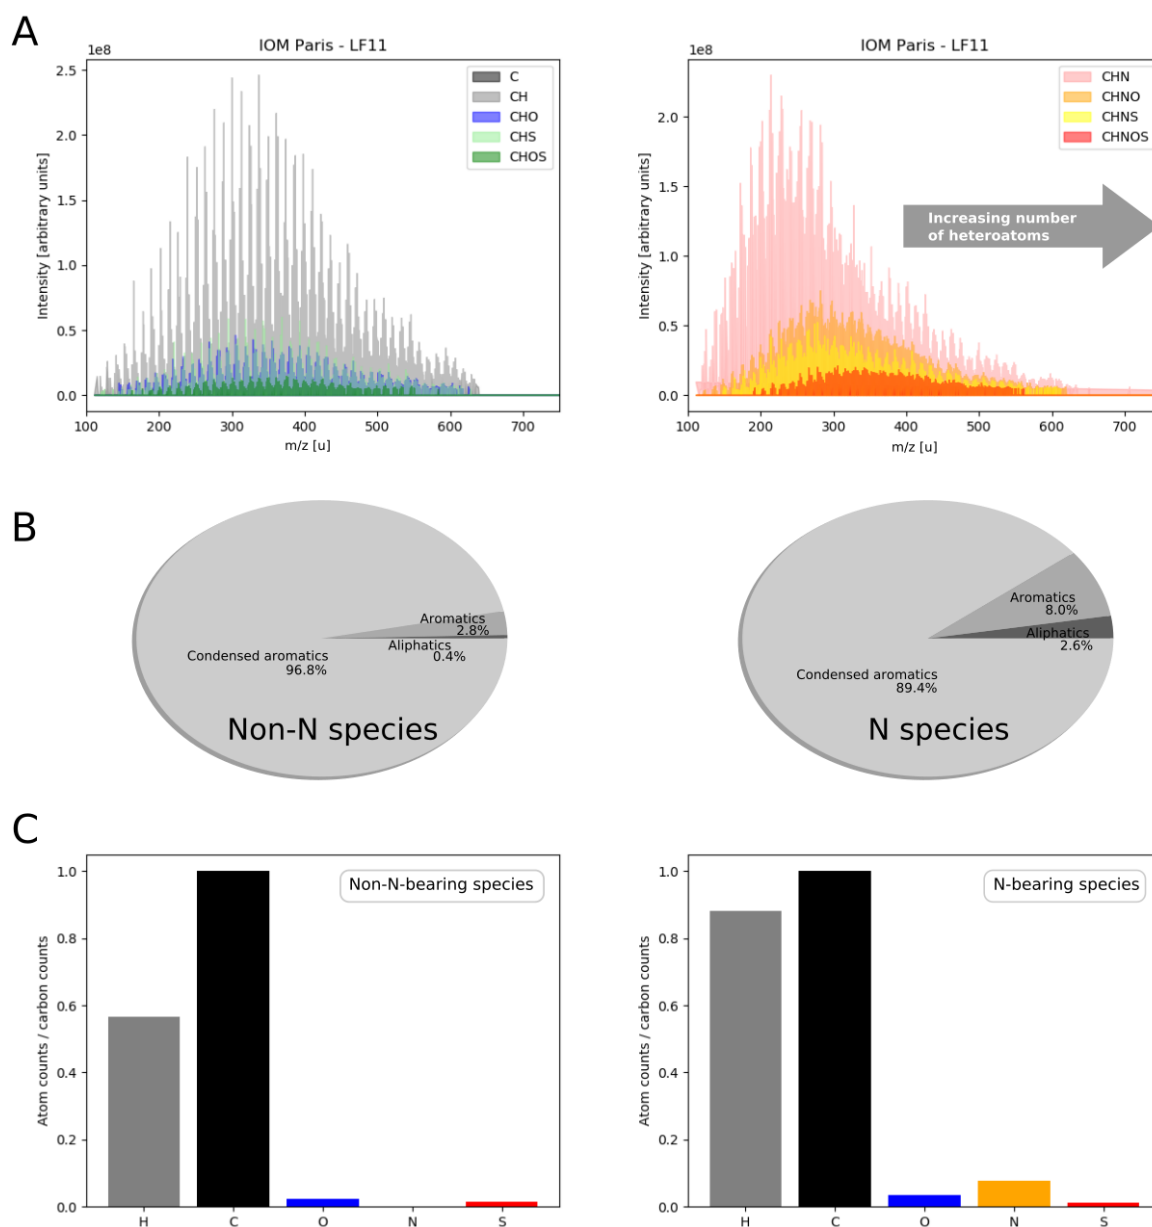 A
IOM Paris - LF11
1e8
2.5
2.0
1.5
1.0
0.5
0.0
Intensity [arbitrary units]
100 200 300 400 500 600 700
m/z [u]
C
CH
CHO
CHS
CHOS
IOM Paris - LF11
1e8
2.0
1.5
1.0
0.5
0.0
Intensity [arbitrary units]
100 200 300 400 500 600 700
m/z [u]
CHN
CHNO
CHNS
CHNOS
Increasing number
of heteroatoms
B
Aromatics
2.8%
Aliphatics
0.4%
Condensed aromatics
96.8%
Non-N species
Aromatics
8.0%
Aliphatics
2.6%
Condensed aromatics
89.4%
N species
C
Non-N-bearing species
1.0
0.8
0.6
0.4
0.2
0.0
Atom counts / carbon counts
H C O N S
N-bearing species
1.0
0.8
0.6
0.4
0.2
0.0
Atom counts / carbon counts
H C O N S